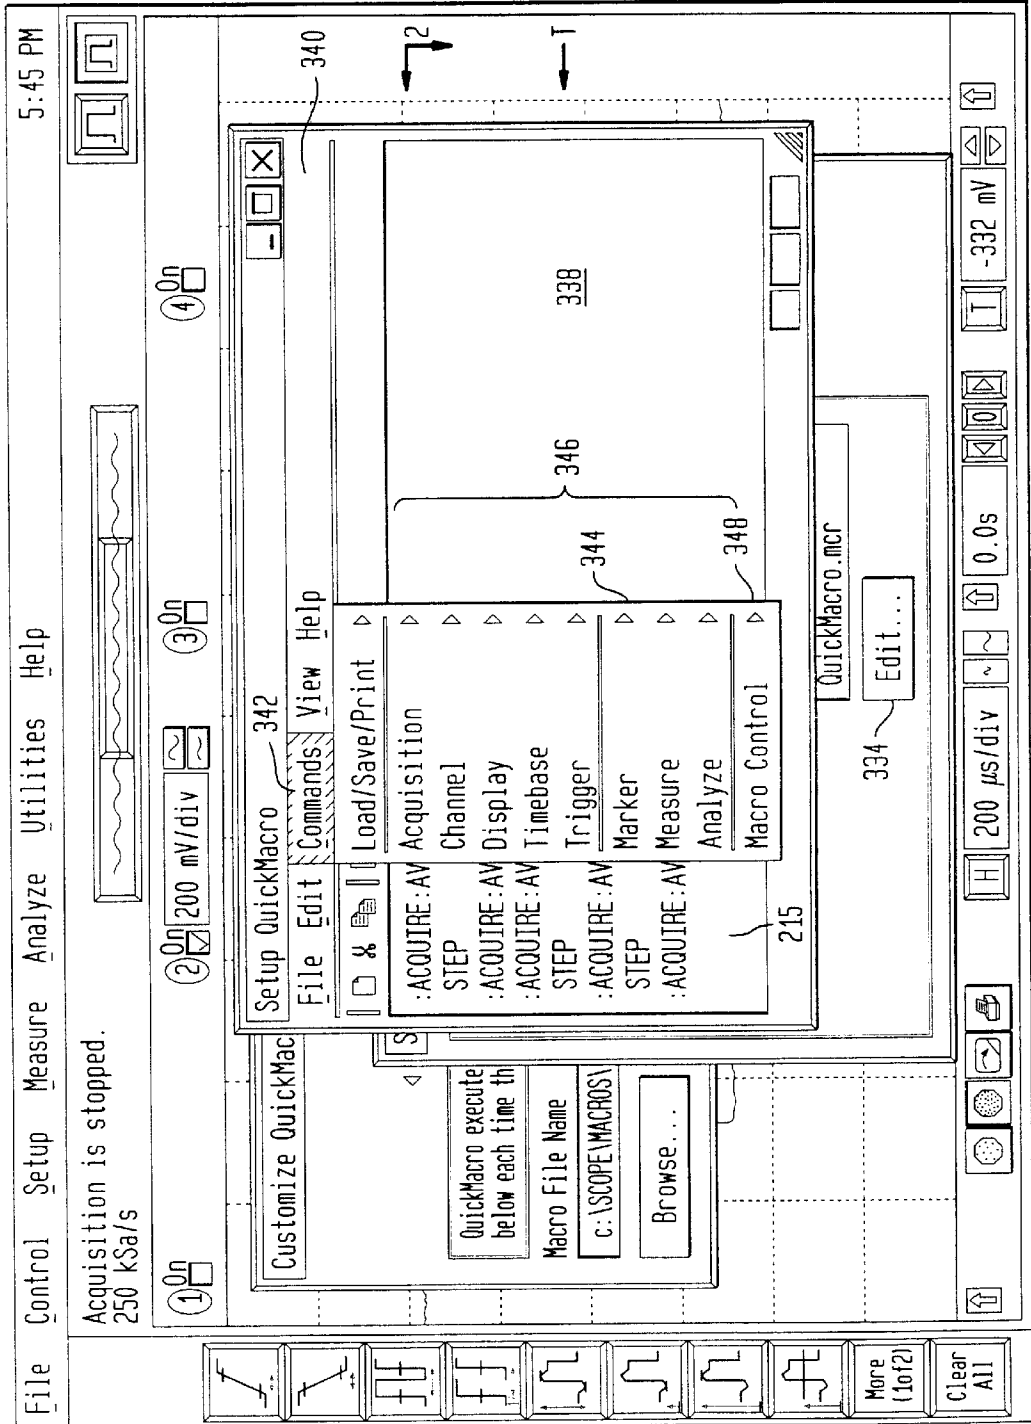 File Control Setup Measure Analyze Utilities Help 5:45 PM
Acquisition is stopped.
250 kSa/s
1 On
2 On 200 mV/div
3 On
4 On
Customize QuickMac
QuickMacro execute
below each time th
Macro File Name
c:\SCOPE\MACROS\
Browse...
S
QuickMacro.mcr
Edit...
334
Setup QuickMacro
342
340
File Edit Commands View Help
Load/Save/Print
Acquisition
Channel
Display
Timebase
Trigger
Marker
Measure
Analyze
Macro Control
:ACQUIRE:AV
STEP
:ACQUIRE:AV
:ACQUIRE:AV
STEP
:ACQUIRE:AV
STEP
:ACQUIRE:AV
215
338
344
346
348
2
T
More
(1of2)
Clear
All
H 200 µs/div 0.0s 0 T -332 mV